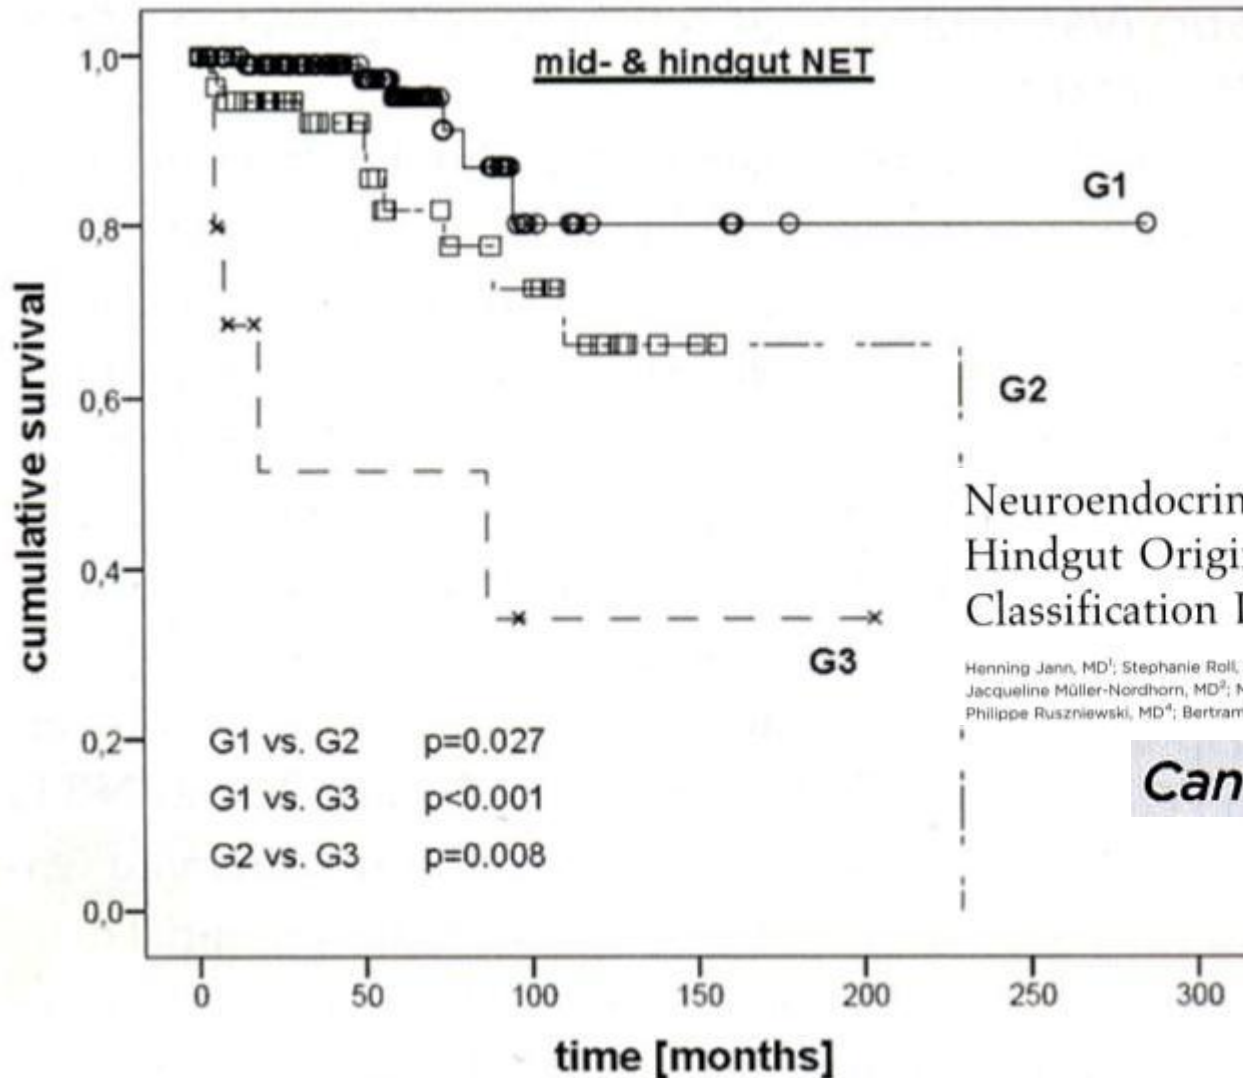 mid- & hindgut NET
1,0
0,8
0,6
0,4
0,2
0,0
cumulative survival
G1
G2
G3
G1 vs. G2 p=0.027
G1 vs. G3 p<0.001
G2 vs. G3 p=0.008
0 50 100 150 200 250 300
time [months]
Neuroendocrin
Hindgut Origi
Classification
Henning Jann, MD¹; Stephanie Roll,
Jacqueline Müller-Nordhorn, MD²;
Philippe Ruszniewski, MD⁴; Bertram
Can